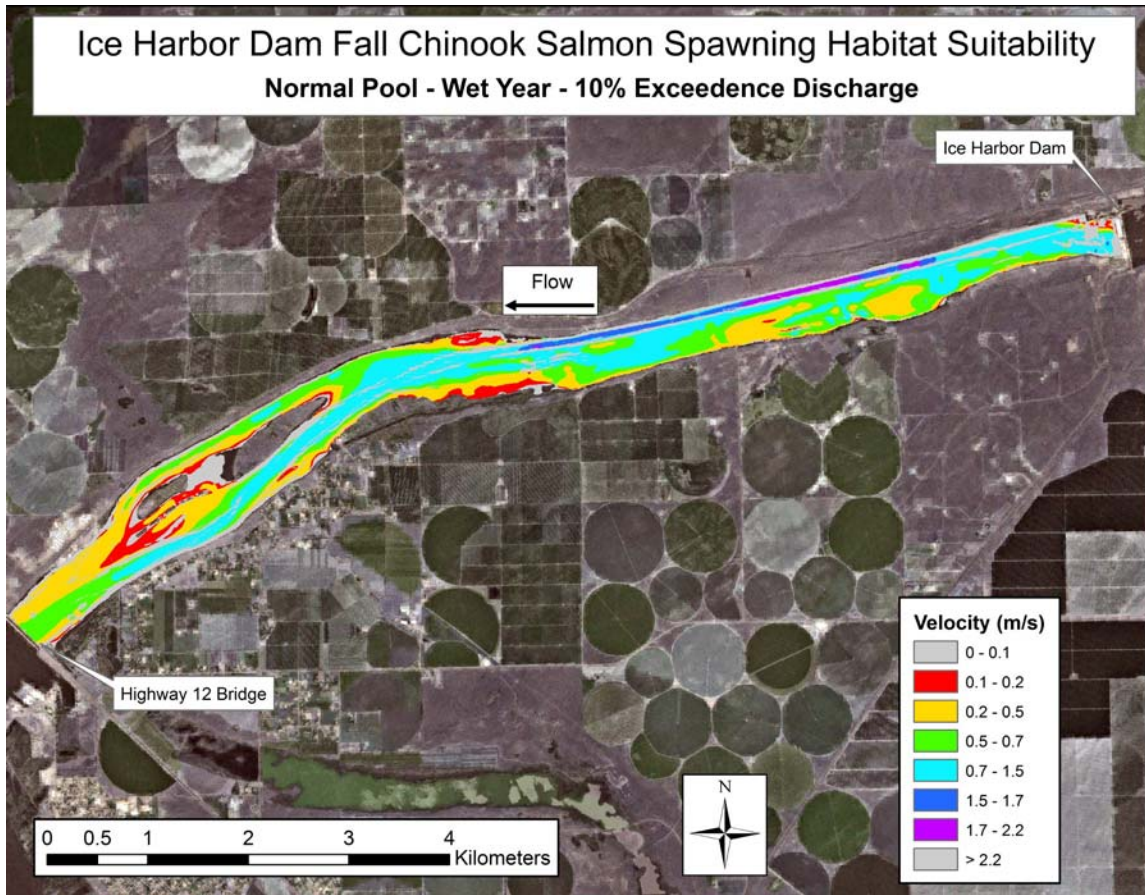 Ice Harbor Dam Fall Chinook Salmon Spawning Habitat Suitability
Normal Pool - Wet Year - 10% Exceedence Discharge
Ice Harbor Dam
Flow
Highway 12 Bridge
Velocity (m/s)
0 - 0.1
0.1 - 0.2
0.2 - 0.5
0.5 - 0.7
0.7 - 1.5
1.5 - 1.7
1.7 - 2.2
> 2.2
N
0 0.5 1 2 3 4
Kilometers